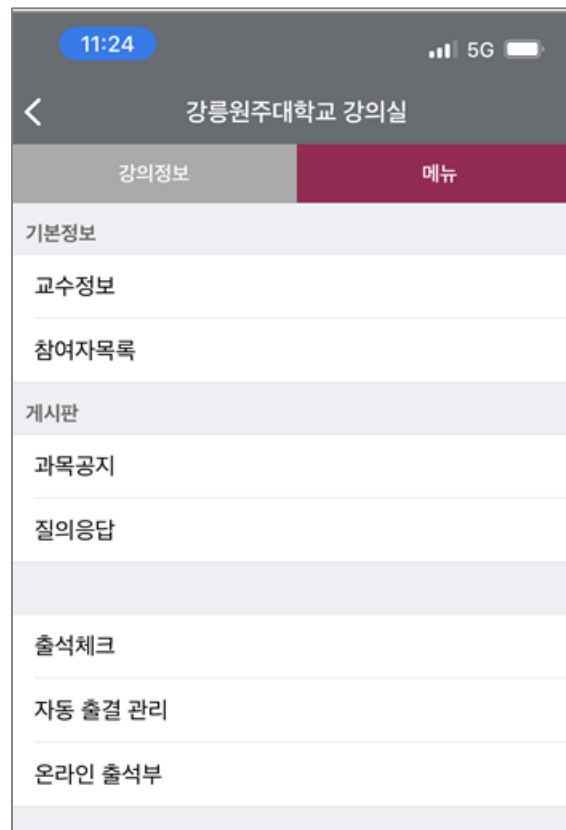 11:24
5G
강릉원주대학교 강의실
강의정보
메뉴
기본정보
교수정보
참여자목록
게시판
과목공지
질의응답
출석체크
자동 출결 관리
온라인 출석부